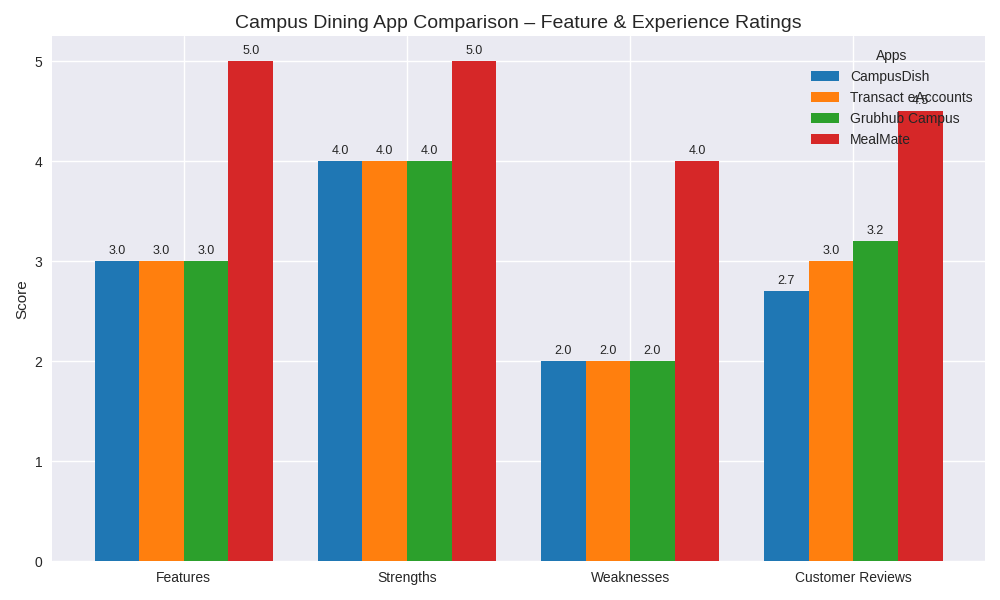 Campus Dining App Comparison – Feature & Experience Ratings
Score
5
4
3
2
1
0
3.0 3.0 3.0 5.0
4.0 4.0 4.0 5.0
2.0 2.0 2.0 4.0
2.7 3.0 3.2 4.5
Apps
CampusDish
Transact eAccounts
Grubhub Campus
MealMate
Features Strengths Weaknesses Customer Reviews